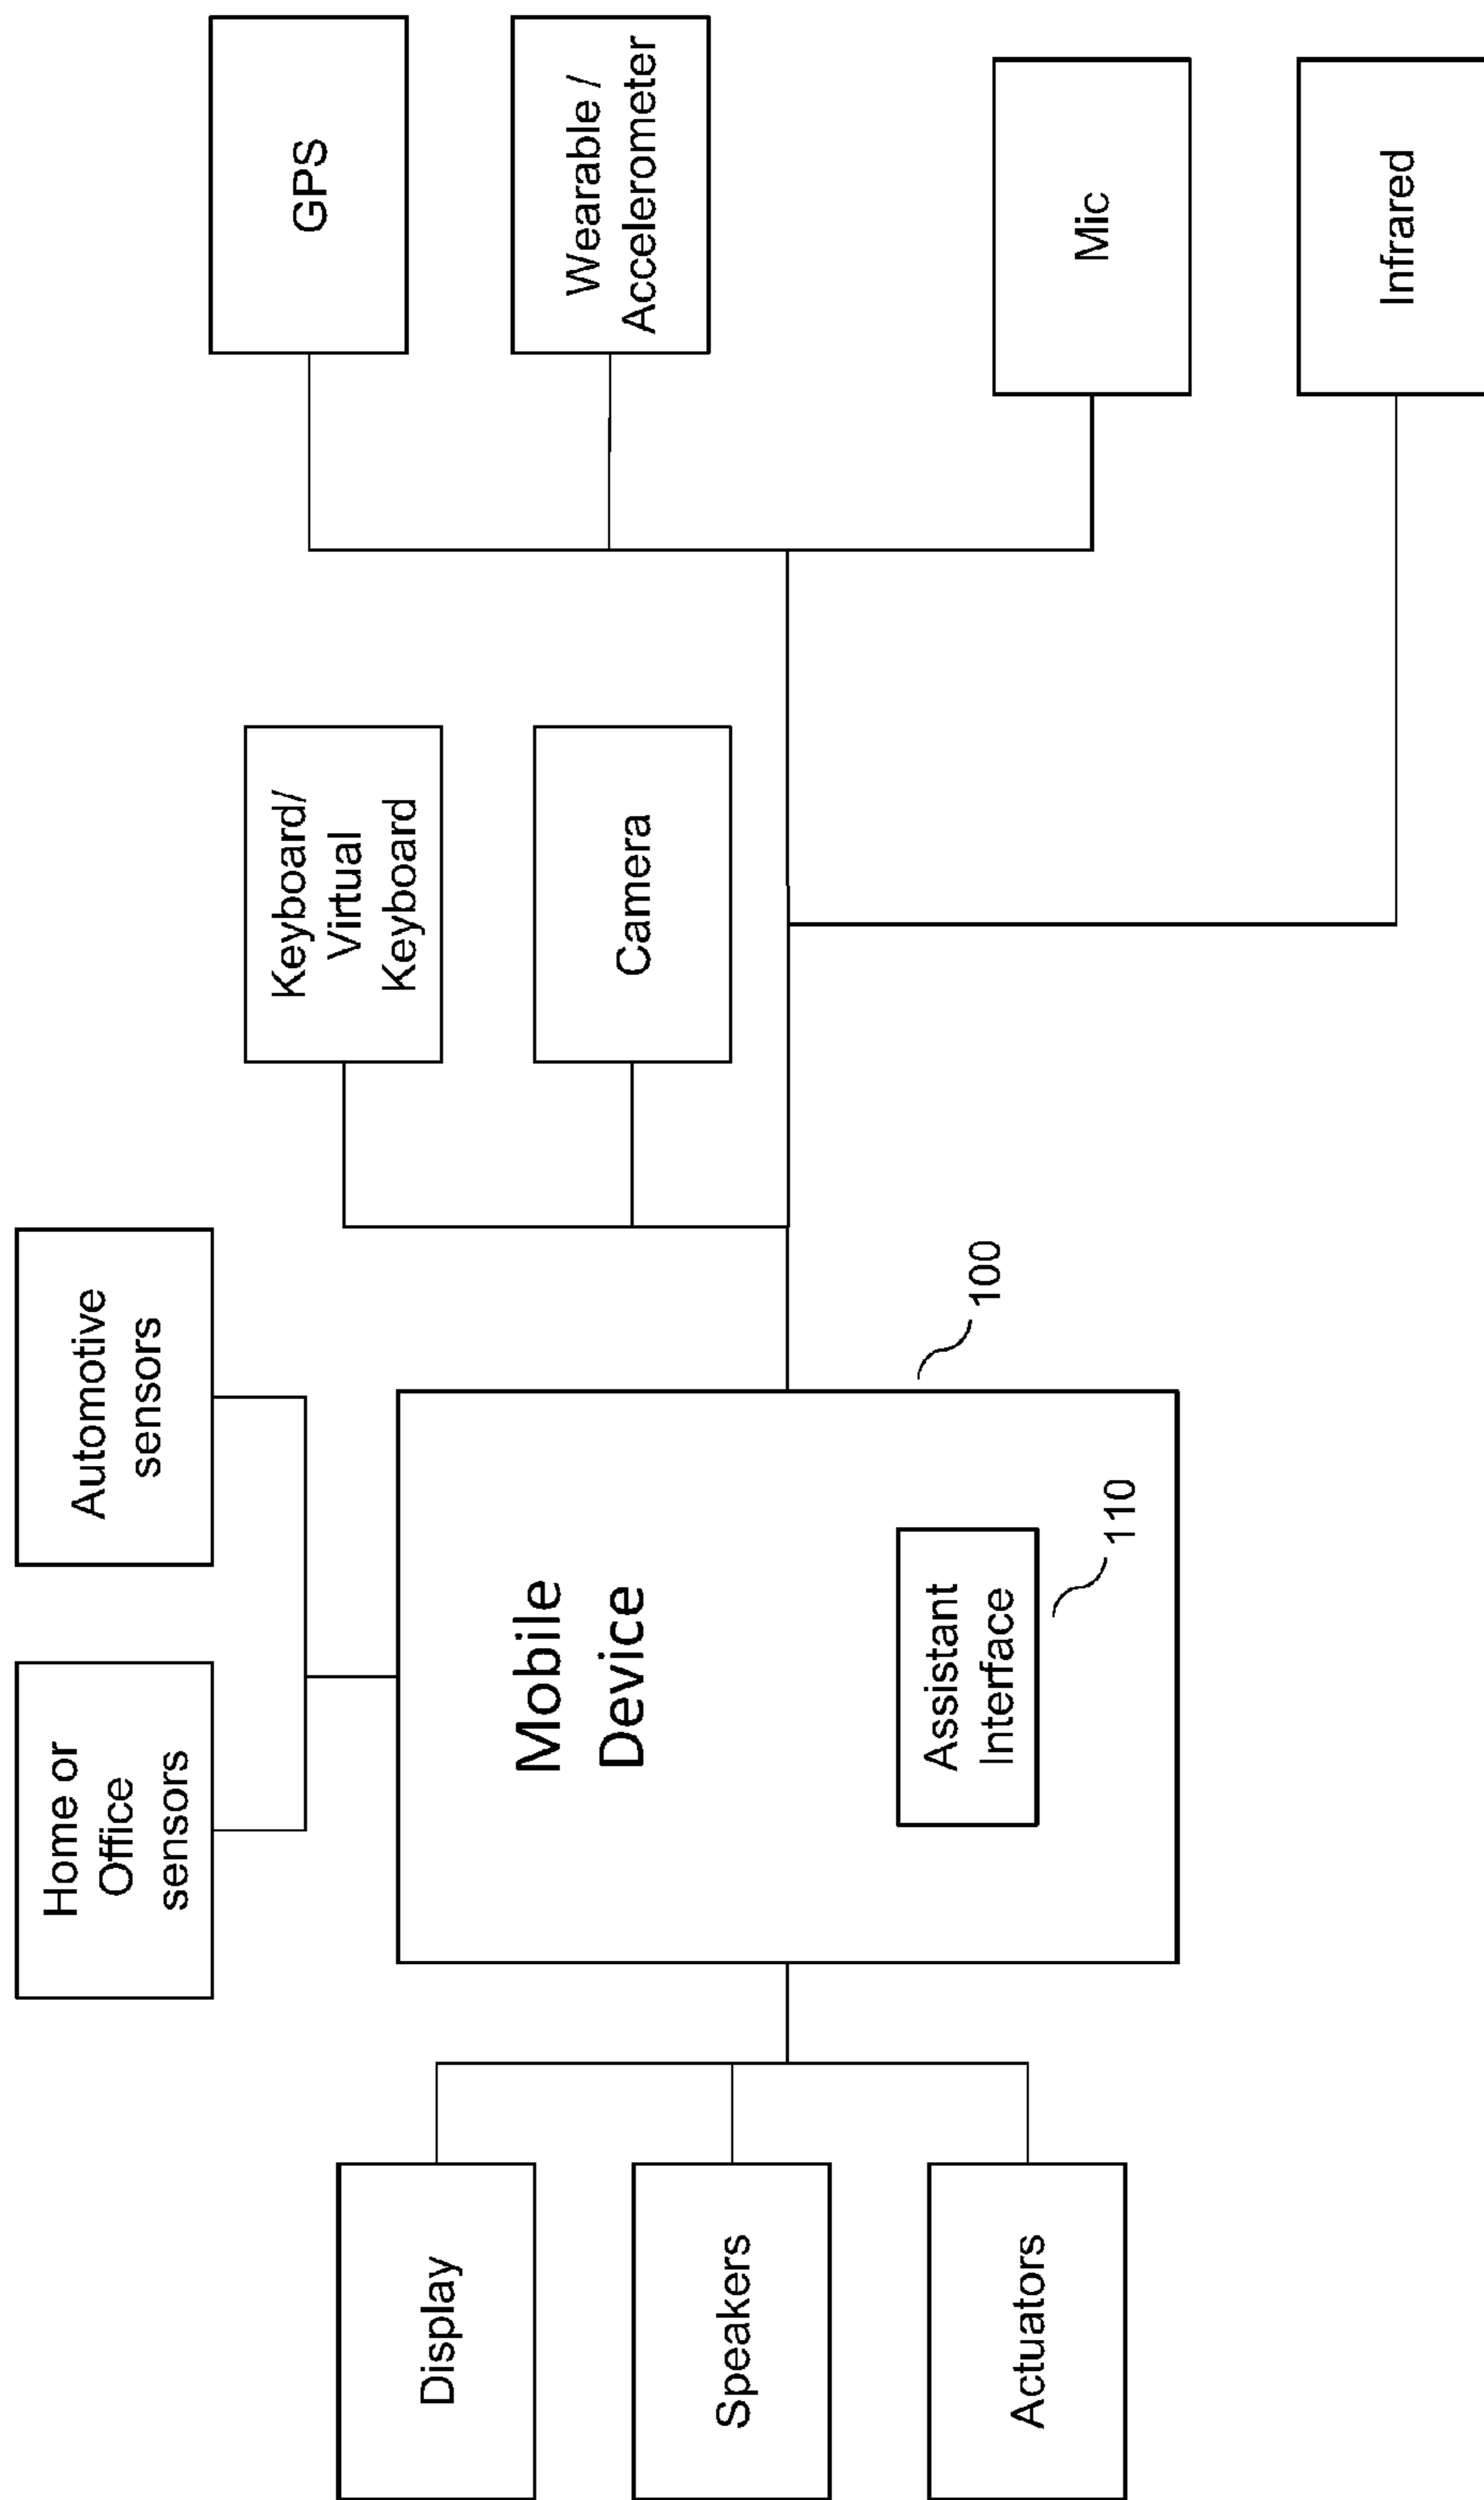 Home or
Office
sensors
Automotive
sensors
Display
Speakers
Actuators
Mobile
Device
Assistant
Interface
110
100
Keyboard/
Virtual
Keyboard
Camera
GPS
Wearable /
Accelerometer
Mic
Infrared